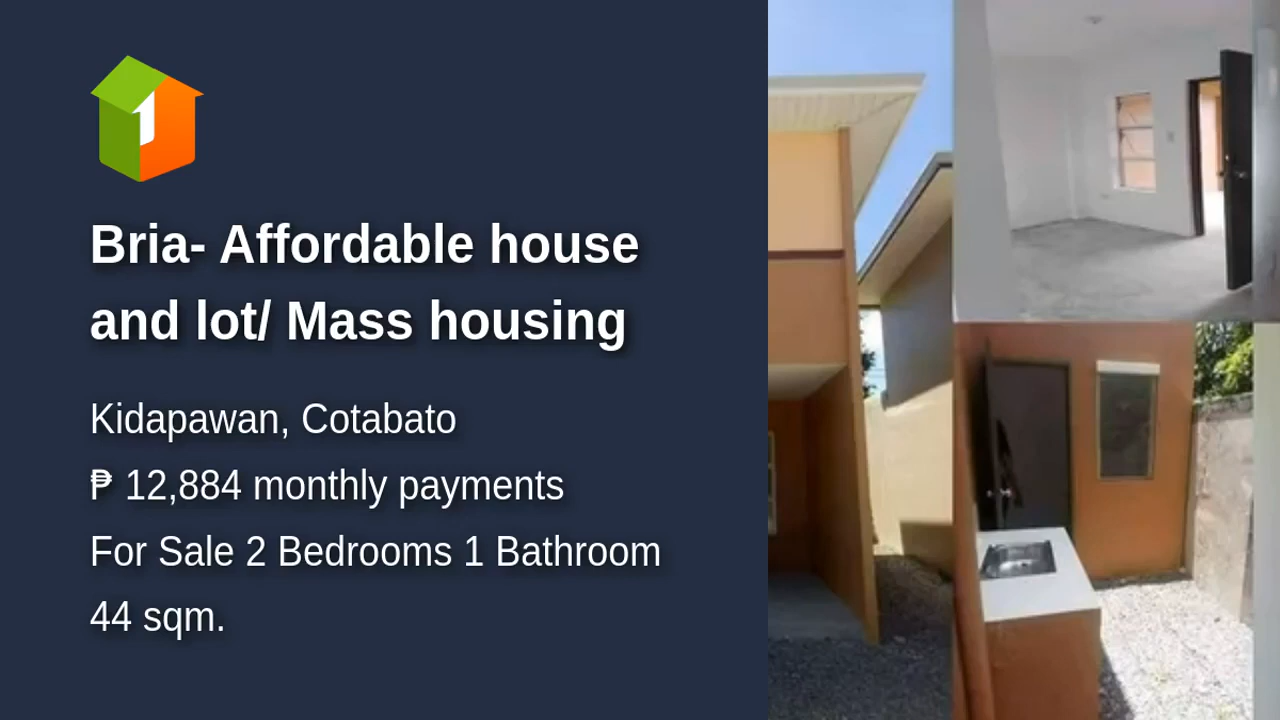 Bria- Affordable house
and lot/ Mass housing
Kidapawan, Cotabato
₱ 12,884 monthly payments
For Sale 2 Bedrooms 1 Bathroom
44 sqm.